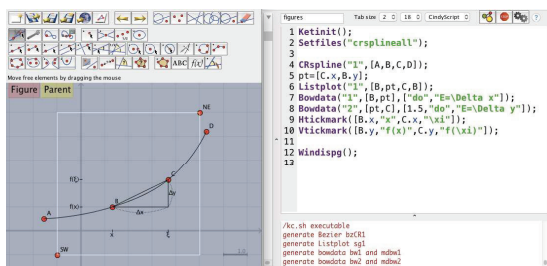 ABC f(x)
Move free elements by dragging the mouse
Figure Parent
NE
D
C
f(ξ)
Δy
B
f(x)
Δx
A
x
ξ
SW
1.0
figures Tab size 2 18 CindyScript
1 Ketinit();
2 Setfiles("crsplineall");
3
4 CRspline("1",[A,B,C,D]);
5 pt=[C.x,B.y];
6 Listplot("1",[B,pt,C,B]);
7 Bowdata("1",[B,pt],["do","E=\Delta x"]);
8 Bowdata("2",[pt,C],[1.5,"do","E=\Delta y"]);
9 Htickmark([B.x,"x",C.x,"\xi"]);
10 Vtickmark([B.y,"f(x)",C.y,"f(\xi)"]);
11
12 Windispg();
13
/kc.sh executable
generate Bezier bzCR1
generate Listplot sg1
generate bowdata bw1 and mdbw1
generate bowdata bw2 and mdbw2